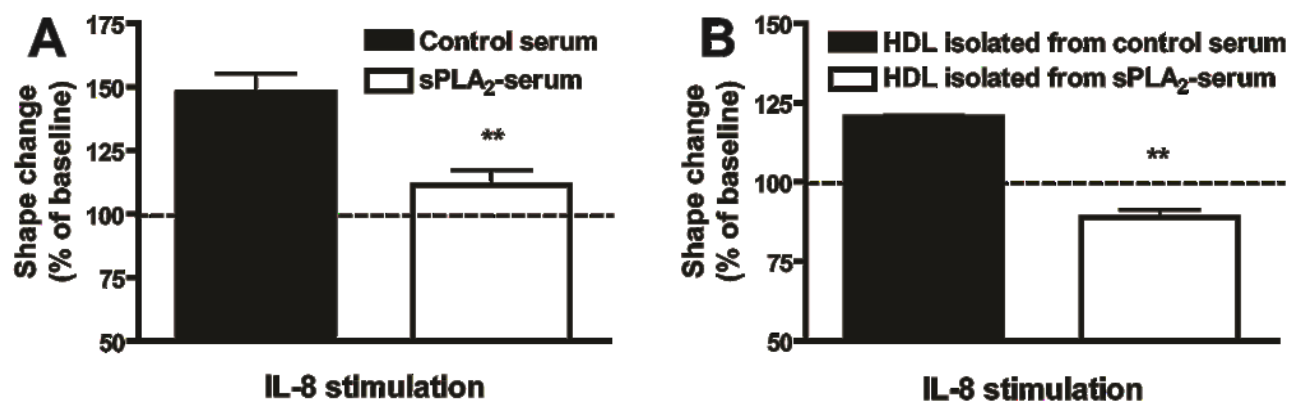 A
Shape change
(% of baseline)
175
150
125
100
75
50
Control serum
sPLA2-serum
**
IL-8 stimulation
B
Shape change
(% of baseline)
150
125
100
75
50
HDL isolated from control serum
HDL isolated from sPLA2-serum
**
IL-8 stimulation